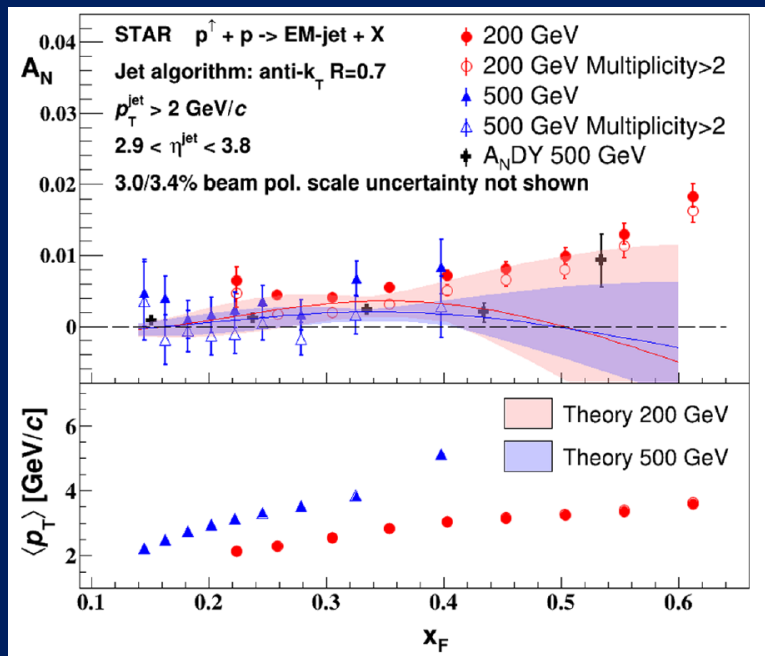 STAR p↑ + p -> EM-jet + X
Jet algorithm: anti-kT R=0.7
pTjet > 2 GeV/c
2.9 < ηjet < 3.8
3.0/3.4% beam pol. scale uncertainty not shown
200 GeV
200 GeV Multiplicity>2
500 GeV
500 GeV Multiplicity>2
ANDY 500 GeV
AN
0.04
0.02
0.01
0
Theory 200 GeV
Theory 500 GeV
⟨pT⟩ [GeV/c]
6
4
2
0.1 0.2 0.3 0.4 0.5 0.6
xF